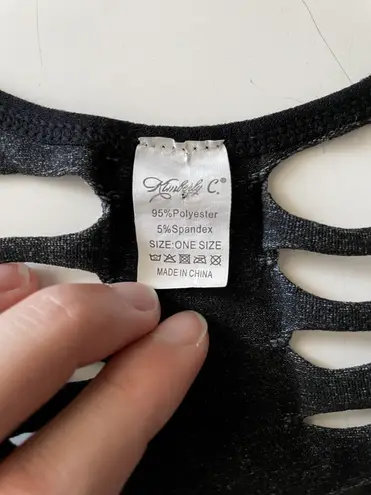 Kimberly C.®
95%Polyester
5%Spandex
SIZE:ONE SIZE
MADE IN CHINA